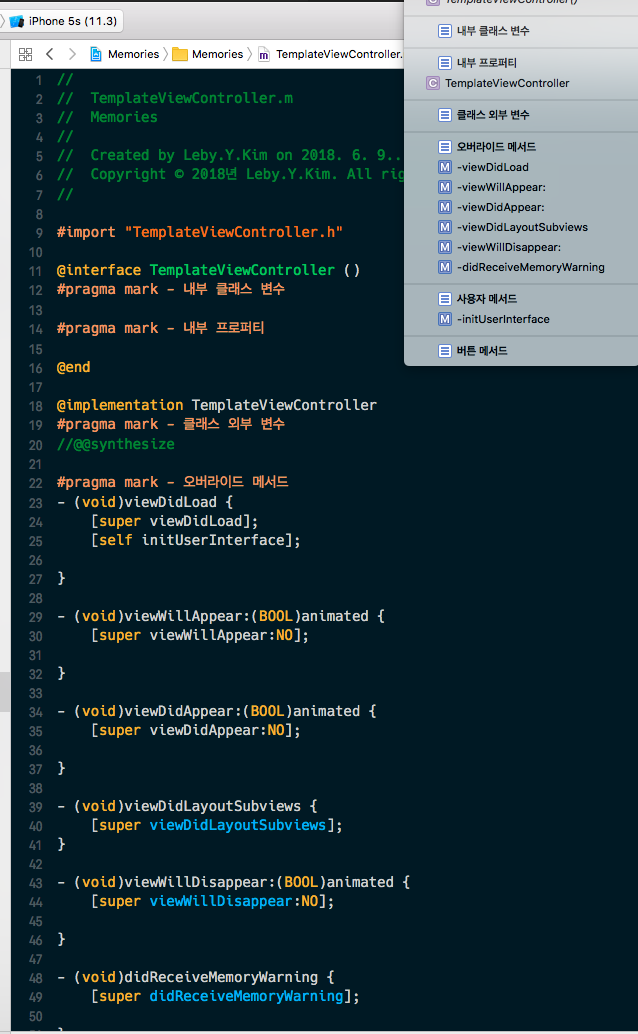 iPhone 5s (11.3)
Memories
Memories
TemplateViewController.
TemplateViewController()
내부 클래스 변수
내부 프로퍼티
TemplateViewController
클래스 외부 변수
오버라이드 메서드
-viewDidLoad
-viewWillAppear:
-viewDidAppear:
-viewDidLayoutSubviews
-viewWillDisappear:
-didReceiveMemoryWarning
사용자 메서드
-initUserInterface
버튼 메서드
1 //
2 //  TemplateViewController.m
3 //  Memories
4 //
5 //  Created by Leby.Y.Kim on 2018. 6. 9..
6 //  Copyright © 2018년 Leby.Y.Kim. All rig
7 //
8
9 #import "TemplateViewController.h"
10
11 @interface TemplateViewController ()
12 #pragma mark - 내부 클래스 변수
13
14 #pragma mark - 내부 프로퍼티
15
16 @end
17
18 @implementation TemplateViewController
19 #pragma mark - 클래스 외부 변수
20 //@@synthesize
21
22 #pragma mark - 오버라이드 메서드
23 - (void)viewDidLoad {
24     [super viewDidLoad];
25     [self initUserInterface];
26
27 }
28
29 - (void)viewWillAppear:(BOOL)animated {
30     [super viewWillAppear:NO];
31
32 }
33
34 - (void)viewDidAppear:(BOOL)animated {
35     [super viewDidAppear:NO];
36
37 }
38
39 - (void)viewDidLayoutSubviews {
40     [super viewDidLayoutSubviews];
41 }
42
43 - (void)viewWillDisappear:(BOOL)animated {
44     [super viewWillDisappear:NO];
45
46 }
47
48 - (void)didReceiveMemoryWarning {
49     [super didReceiveMemoryWarning];
50